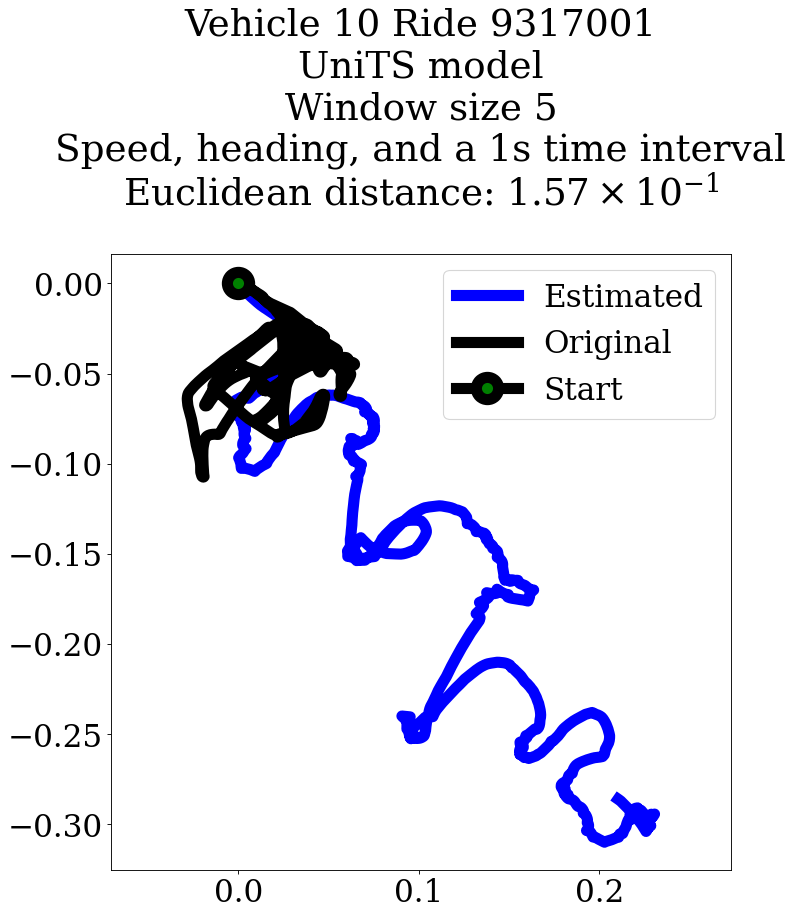 Vehicle 10 Ride 9317001
UniTS model
Window size 5
Speed, heading, and a 1s time interval
Euclidean distance: 1.57 × 10⁻¹
Estimated
Original
Start
0.00
−0.05
−0.10
−0.15
−0.20
−0.25
−0.30
0.0 0.1 0.2